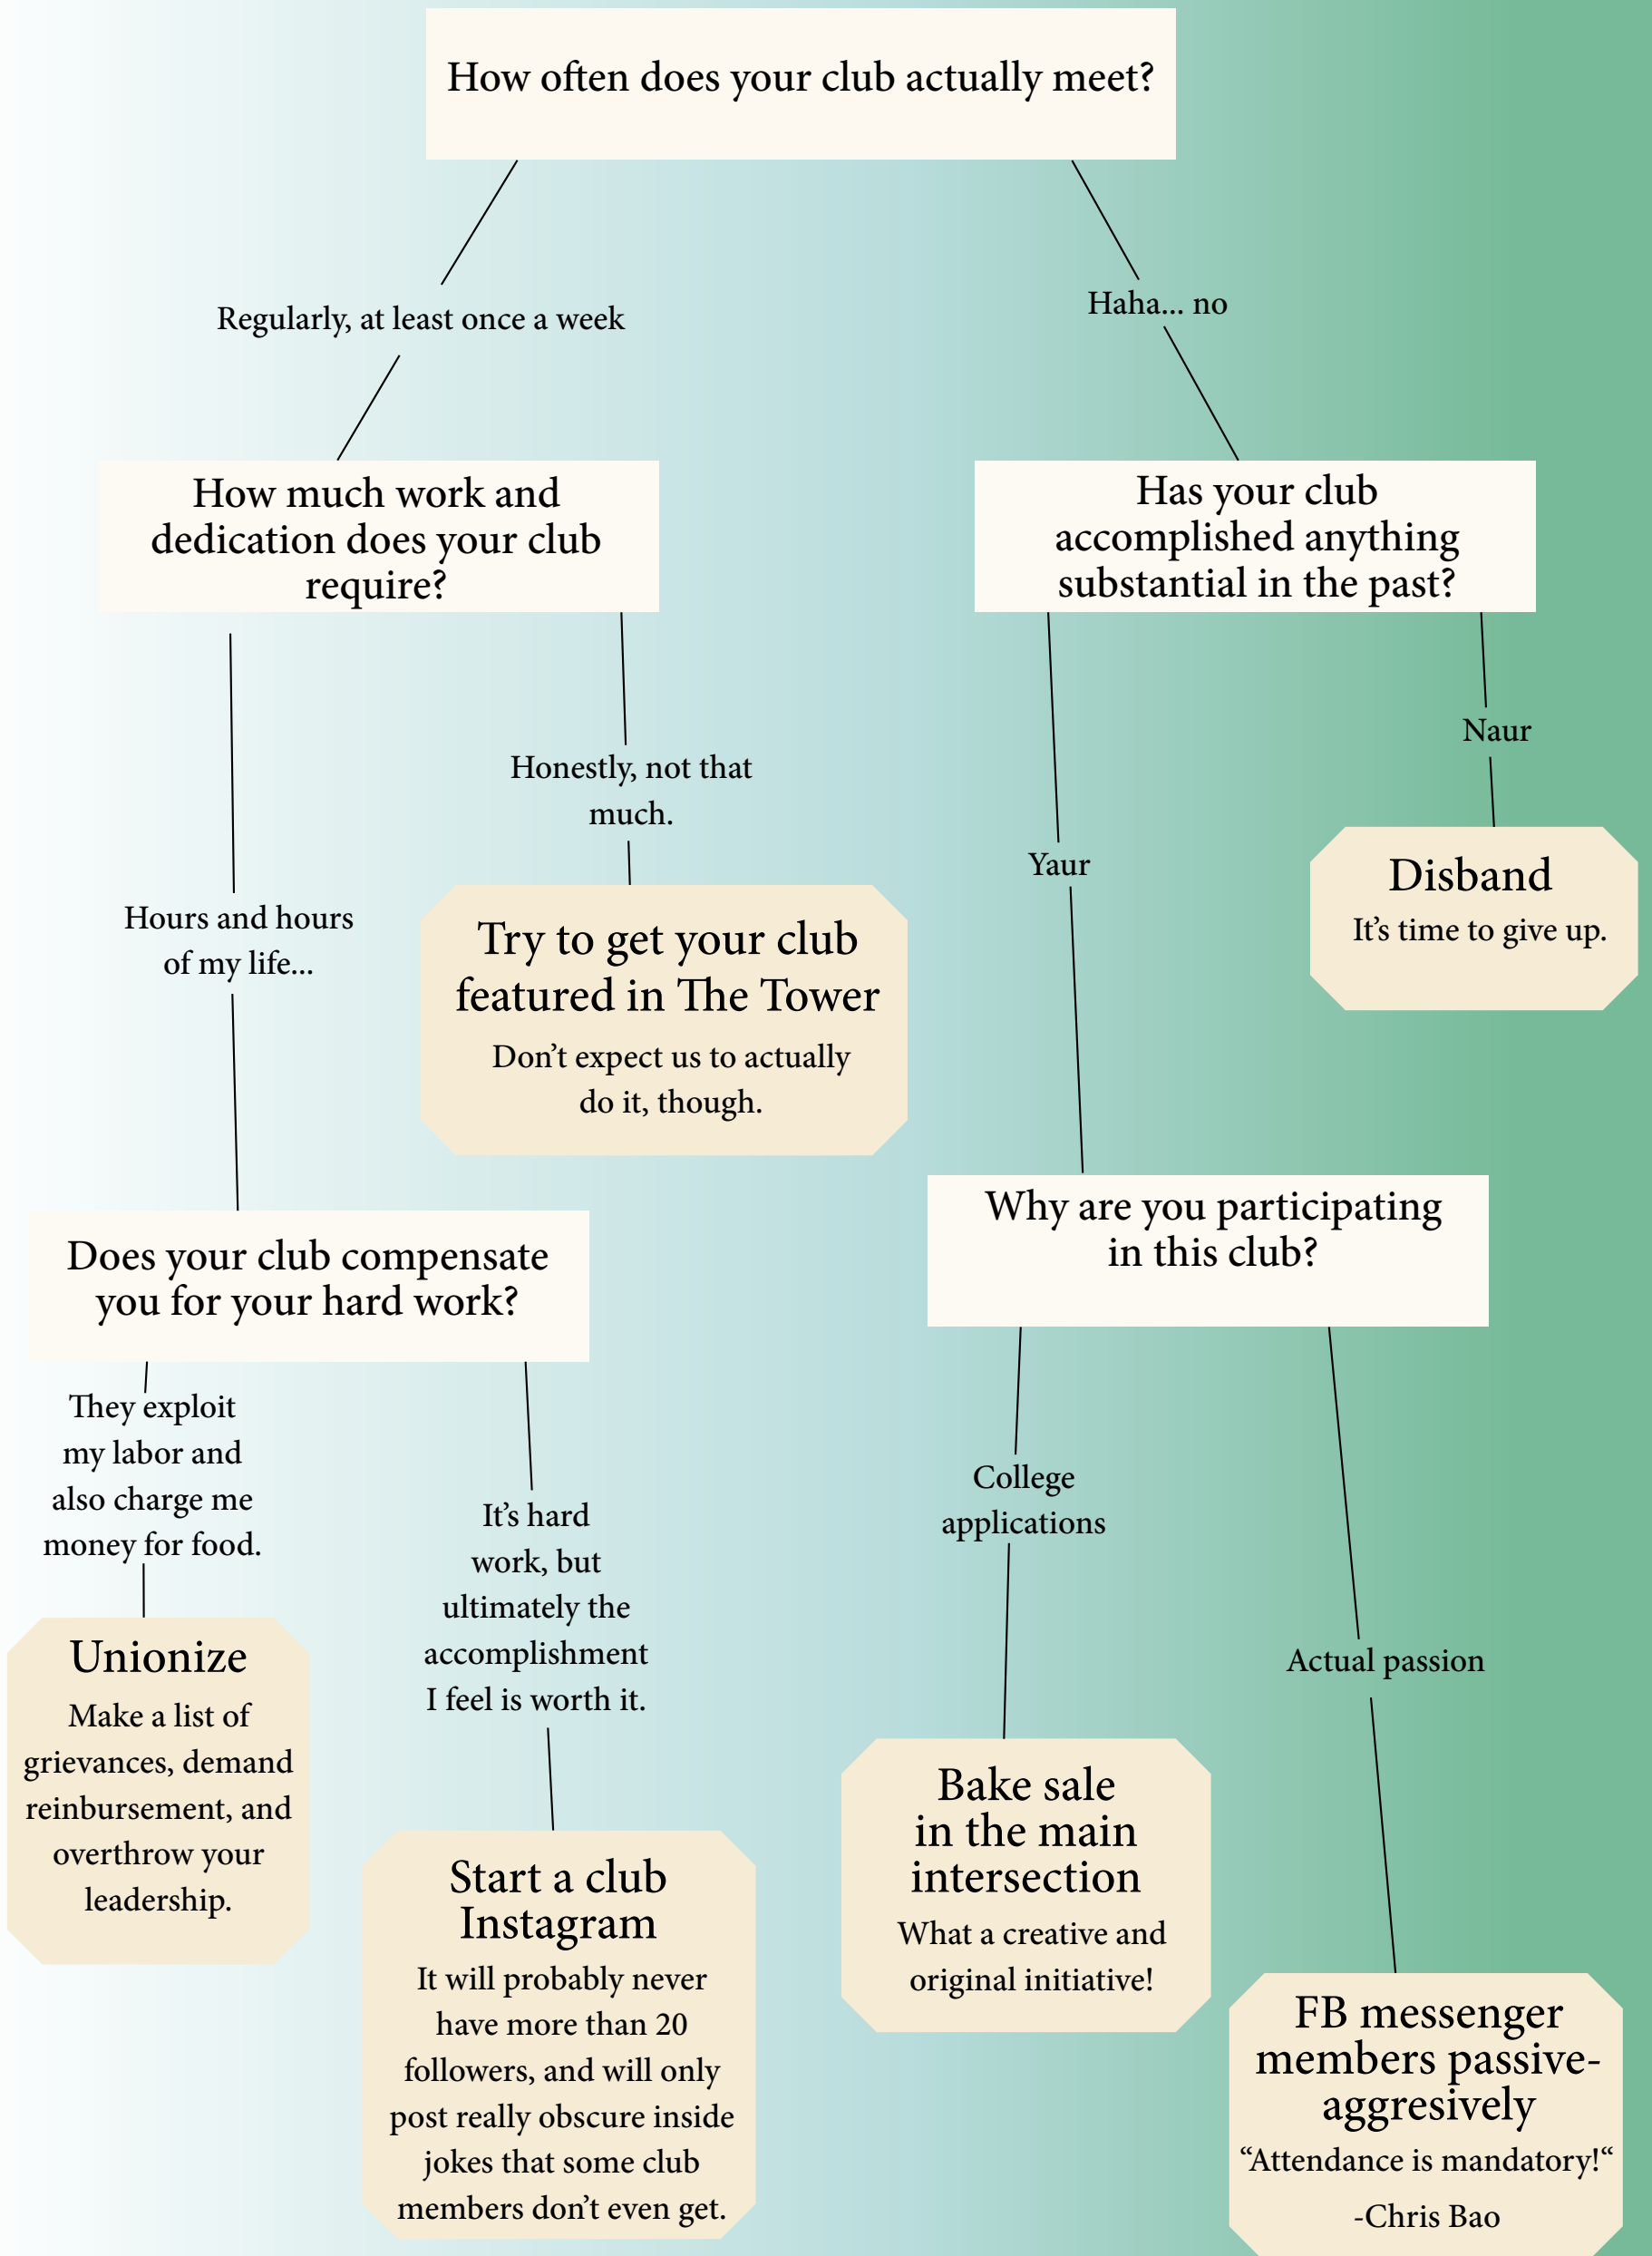 How often does your club actually meet?
Regularly, at least once a week
Haha... no
How much work and
dedication does your club
require?
Has your club
accomplished anything
substantial in the past?
Honestly, not that
much.
Naur
Yaur
Hours and hours
of my life...
Try to get your club
featured in The Tower
Don’t expect us to actually
do it, though.
Disband
It’s time to give up.
Does your club compensate
you for your hard work?
Why are you participating
in this club?
They exploit
my labor and
also charge me
money for food.
It’s hard
work, but
ultimately the
accomplishment
I feel is worth it.
College
applications
Actual passion
Unionize
Make a list of
grievances, demand
reinbursement, and
overthrow your
leadership.
Start a club
Instagram
It will probably never
have more than 20
followers, and will only
post really obscure inside
jokes that some club
members don’t even get.
Bake sale
in the main
intersection
What a creative and
original initiative!
FB messenger
members passive-
aggresively
“Attendance is mandatory!“
-Chris Bao